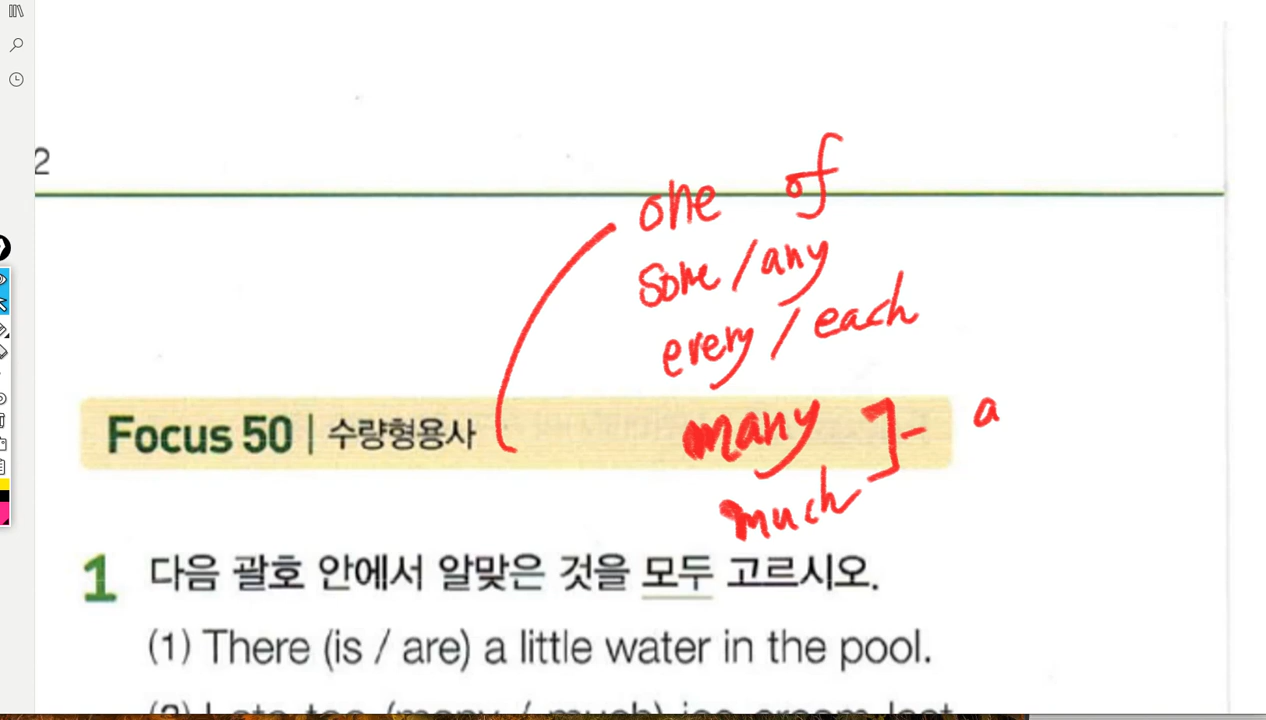 2
one of
some / any
every / each
many ] - a
much
Focus 50 | 수량형용사
1 다음 괄호 안에서 알맞은 것을 모두 고르시오.
(1) There (is / are) a little water in the pool.